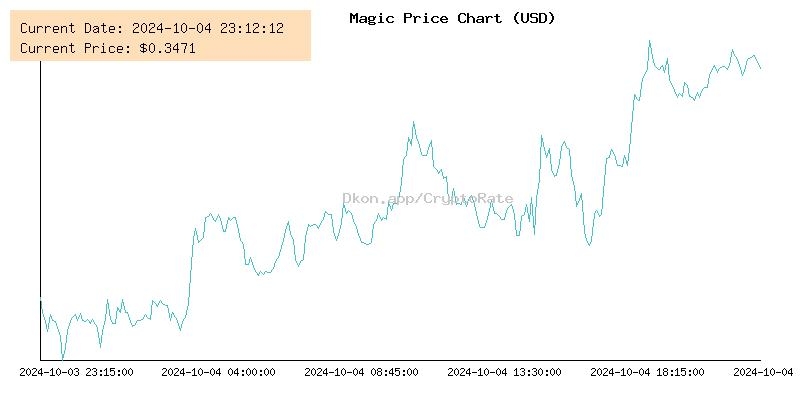 Magic Price Chart (USD)
Current Date: 2024-10-04 23:12:12
Current Price: $0.3471
Dkon.app/CryptoRate
2024-10-03 23:15:00 2024-10-04 04:00:00 2024-10-04 08:45:00 2024-10-04 13:30:00 2024-10-04 18:15:00 2024-10-04